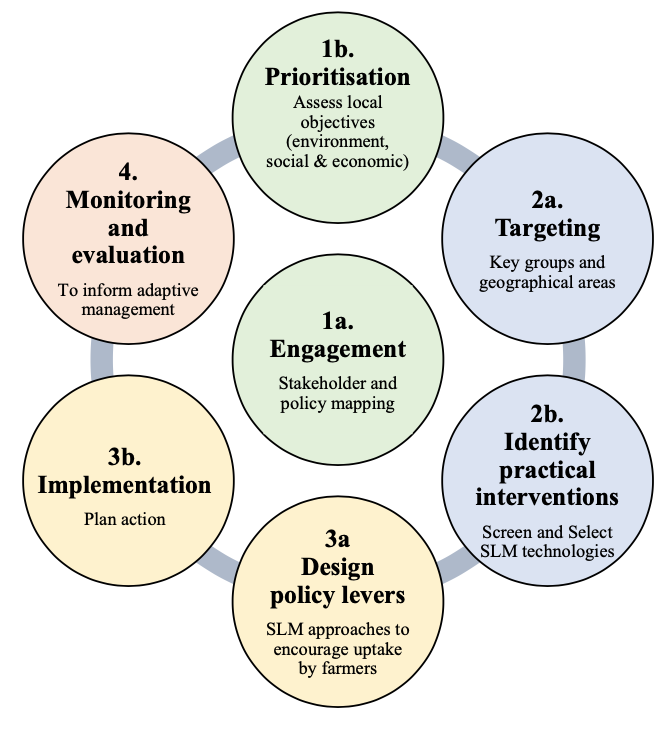 1b.
Prioritisation
Assess local
objectives
(environment,
social & economic)
2a.
Targeting
Key groups and
geographical areas
2b.
Identify
practical
interventions
Screen and Select
SLM technologies
3a
Design
policy levers
SLM approaches to
encourage uptake
by farmers
3b.
Implementation
Plan action
4.
Monitoring
and
evaluation
To inform adaptive
management
1a.
Engagement
Stakeholder and
policy mapping